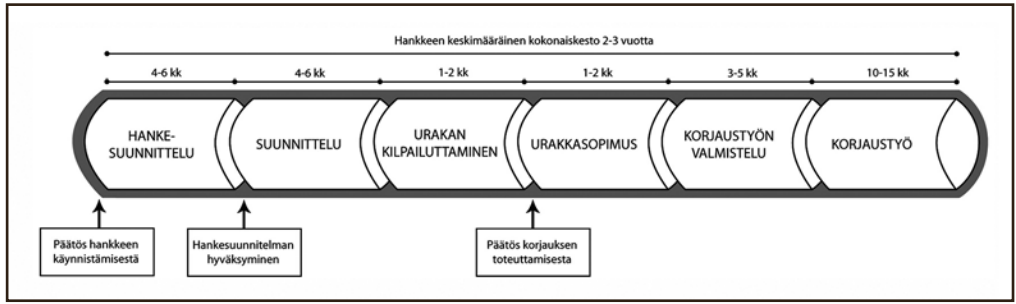 Hankkeen keskimääräinen kokonaiskesto 2-3 vuotta
4-6 kk
4-6 kk
1-2 kk
1-2 kk
3-5 kk
10-15 kk
HANKE-
SUUNNITTELU
SUUNNITTELU
URAKAN
KILPAILUTTAMINEN
URAKKASOPIMUS
KORJAUSTYÖN
VALMISTELU
KORJAUSTYÖ
Päätös hankkeen
käynnistämisestä
Hankesuunnitelman
hyväksyminen
Päätös korjauksen
toteuttamisesta